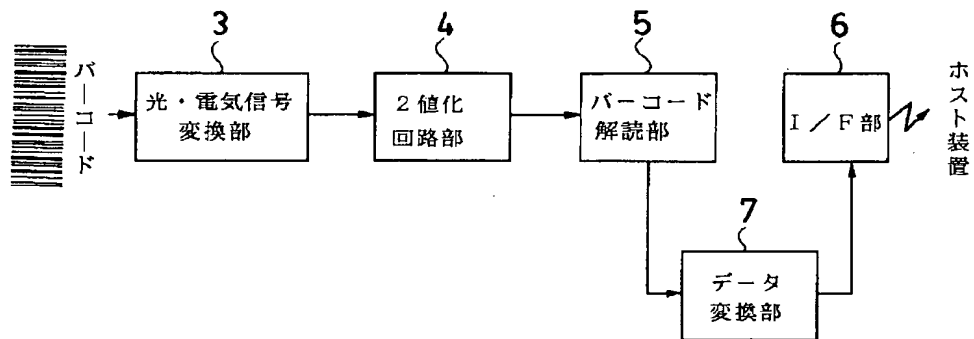 3
4
5
6
バーコード
光・電気信号
変換部
2値化
回路部
バーコード
解読部
I/F部
ホスト装置
7
データ
変換部